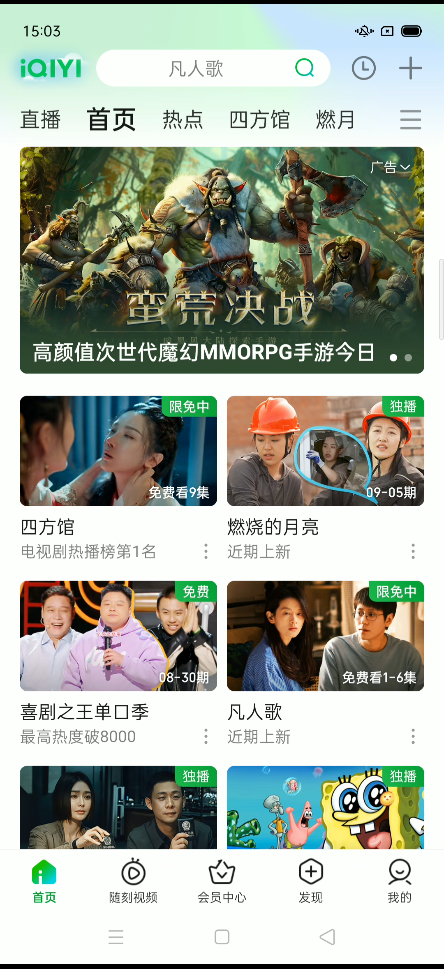 15:03
iQIYI
凡人歌
直播 首页 热点 四方馆 燃月
广告
蛮荒决战
高颜值次世代魔幻MMORPG手游今日
限免中
免费看9集
独播
09-05期
四方馆
燃烧的月亮
电视剧热播榜第1名
近期上新
免费
08-30期
限免中
免费看1-6集
喜剧之王单口季
凡人歌
最高热度破8000
近期上新
独播
独播
首页 随刻视频 会员中心 发现 我的